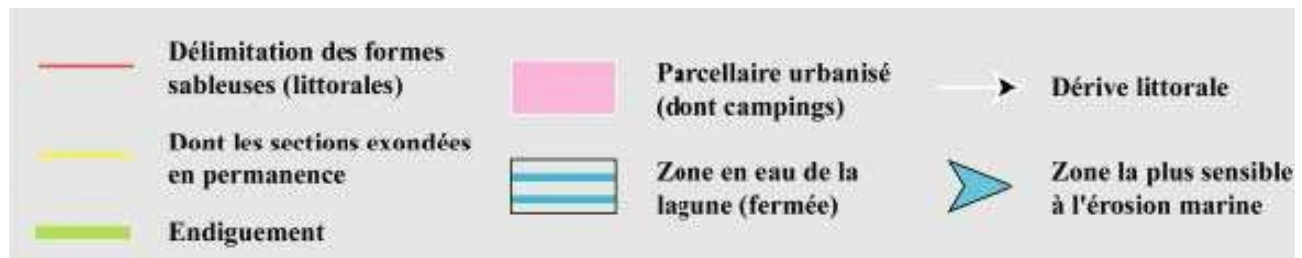 Délimitation des formes
sableuses (littorales)
Dont les sections exondées
en permanence
Endiguement
Parcellaire urbanisé
(dont campings)
Zone en eau de la
lagune (fermée)
Dérive littorale
Zone la plus sensible
à l'érosion marine